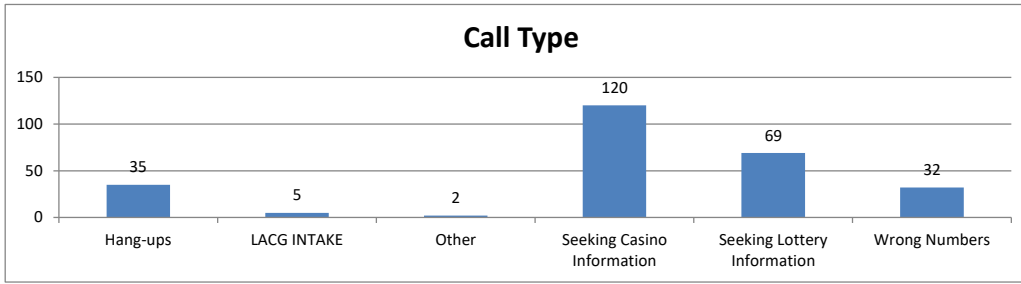 Call Type
150
100
50
0
35
5
2
120
69
32
Hang-ups
LACG INTAKE
Other
Seeking Casino
Information
Seeking Lottery
Information
Wrong Numbers